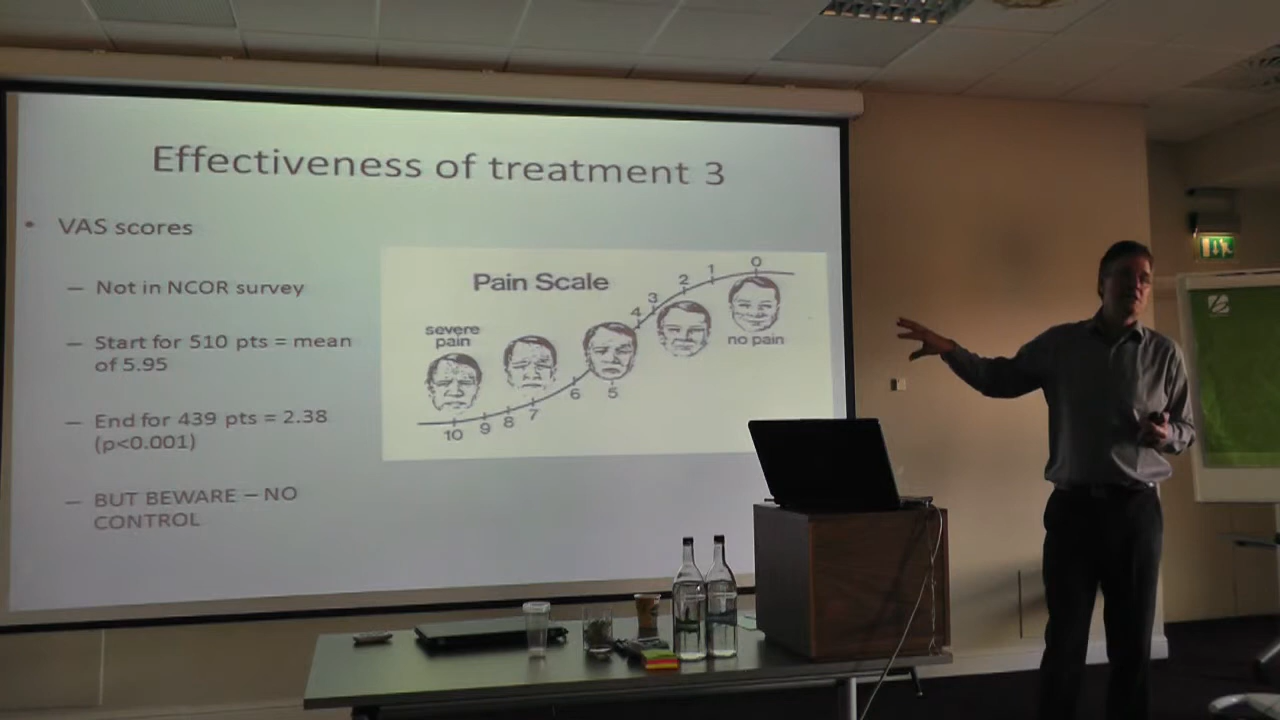 Effectiveness of treatment 3
• VAS scores
– Not in NCOR survey
– Start for 510 pts = mean
of 5.95
– End for 439 pts = 2.38
(p<0.001)
– BUT BEWARE – NO
CONTROL
Pain Scale
severe
pain
no pain
10 9 8 7 6 5 4 3 2 1 0